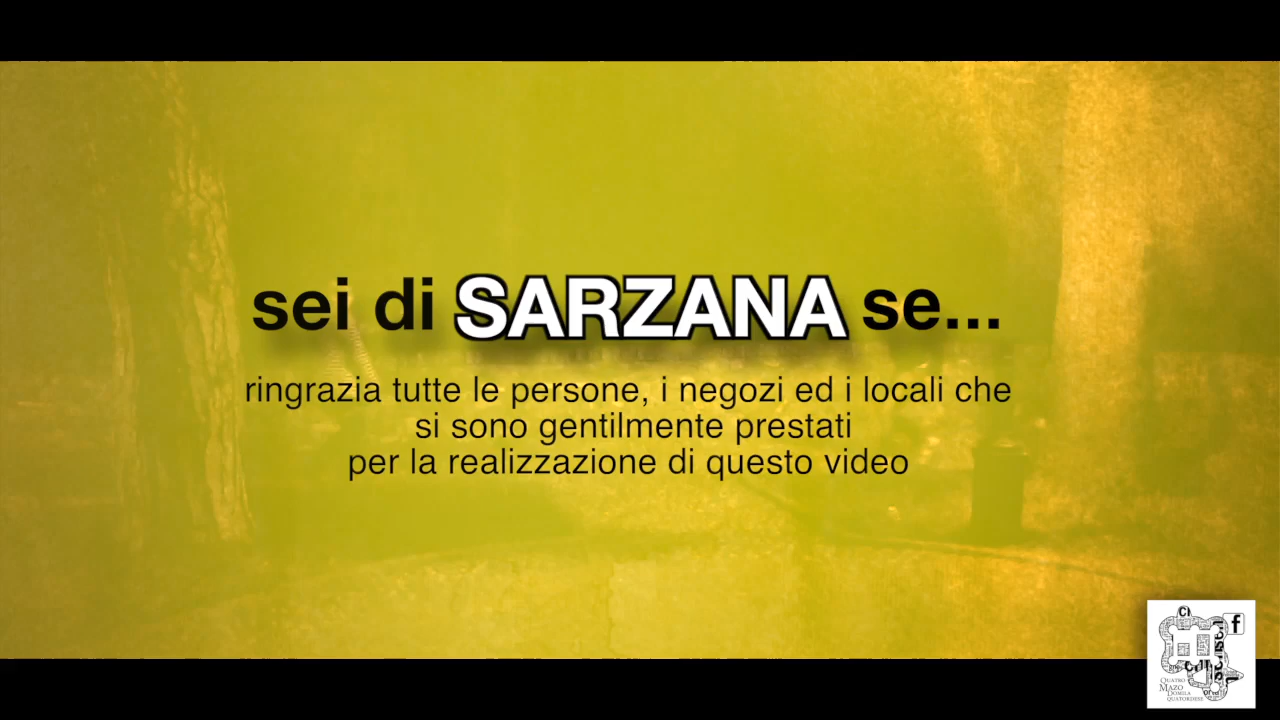 sei di SARZANA se...
ringrazia tutte le persone, i negozi ed i locali che
si sono gentilmente prestati
per la realizzazione di questo video
f
QUATRO
MAZO
DOMILA
QUATORDESE